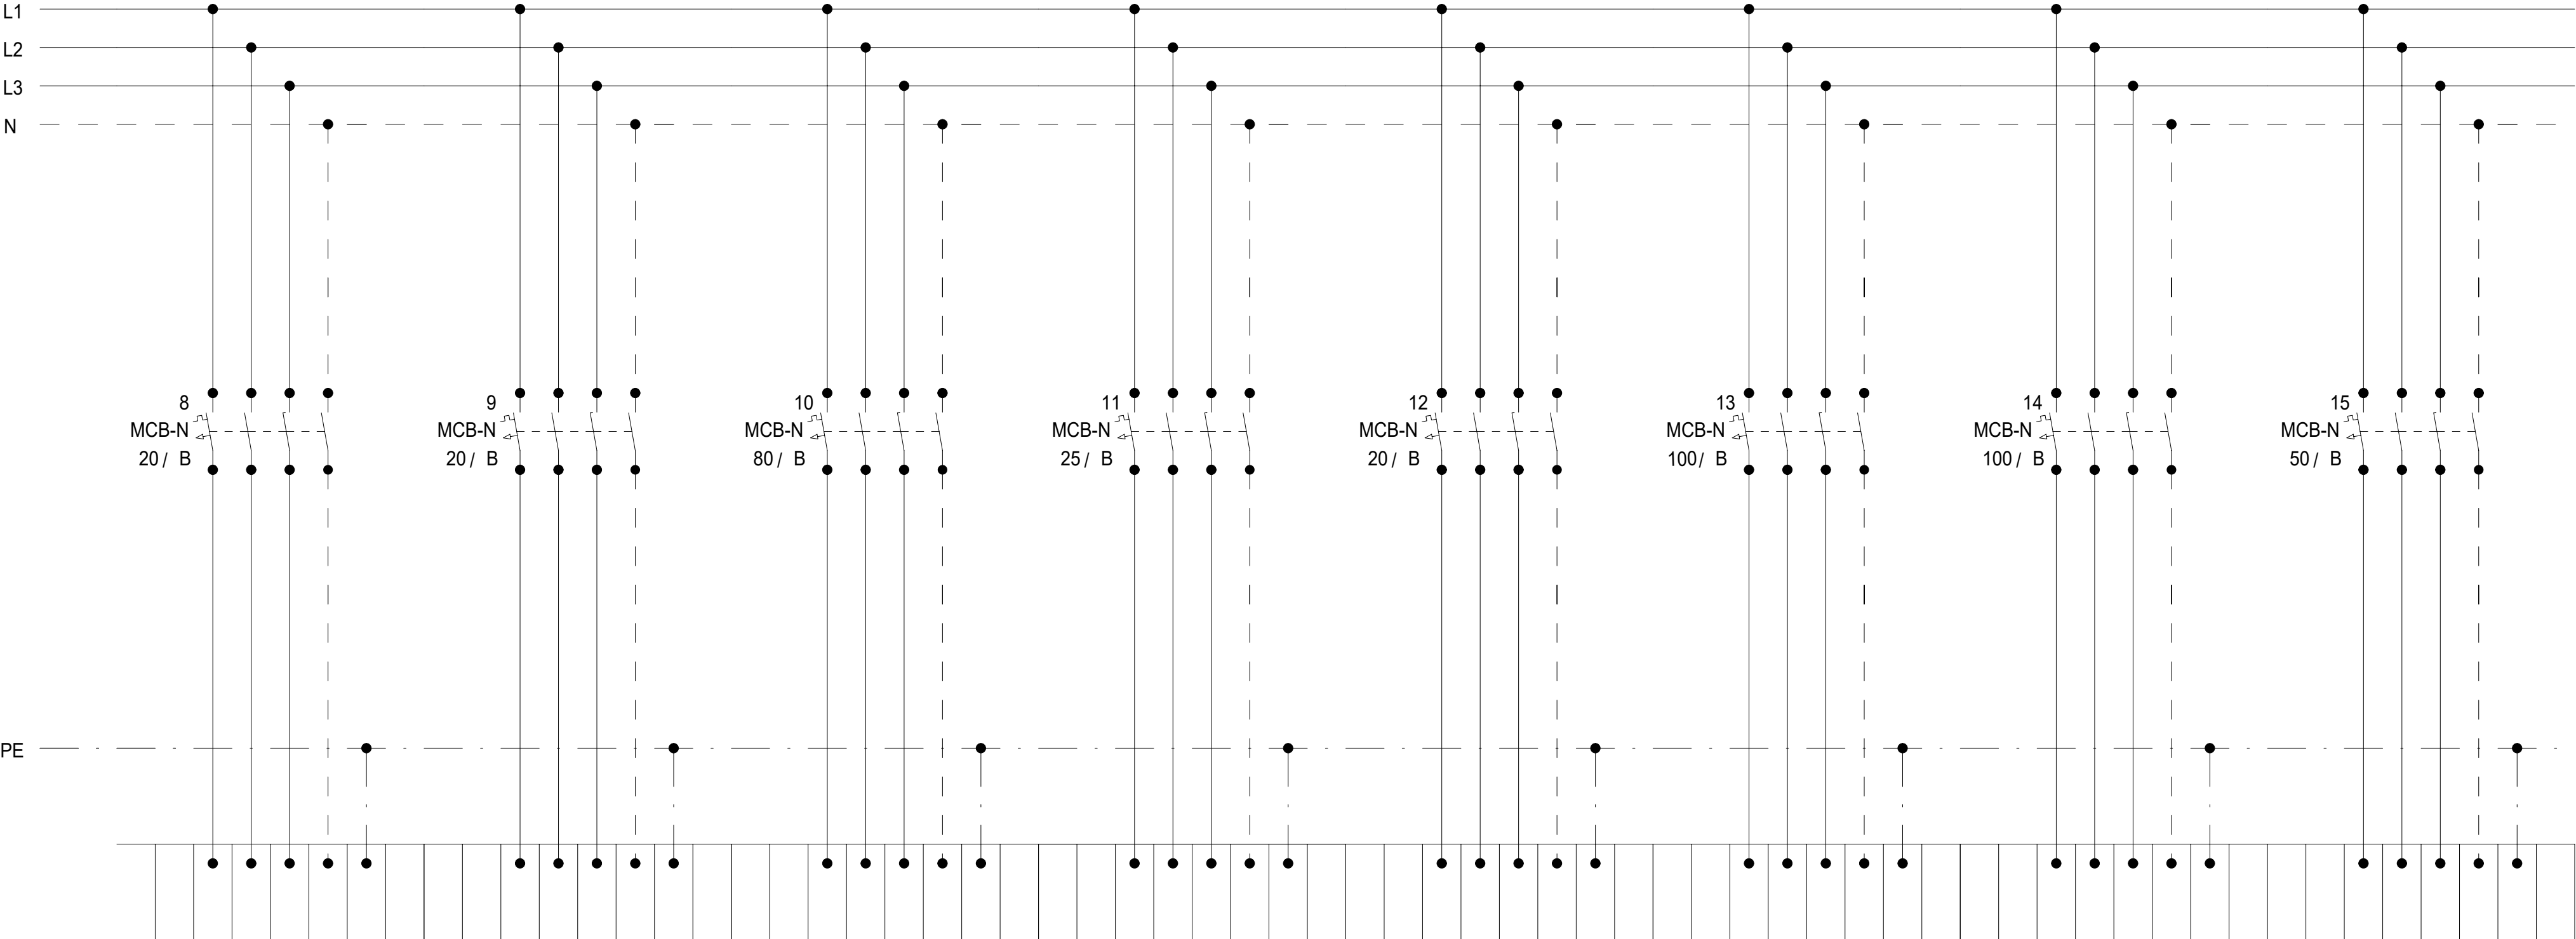 L1
L2
L3
N
8
MCB-N
20 / B
9
MCB-N
20 / B
10
MCB-N
80 / B
11
MCB-N
25 / B
12
MCB-N
20 / B
13
MCB-N
100 / B
14
MCB-N
100 / B
15
MCB-N
50 / B
PE